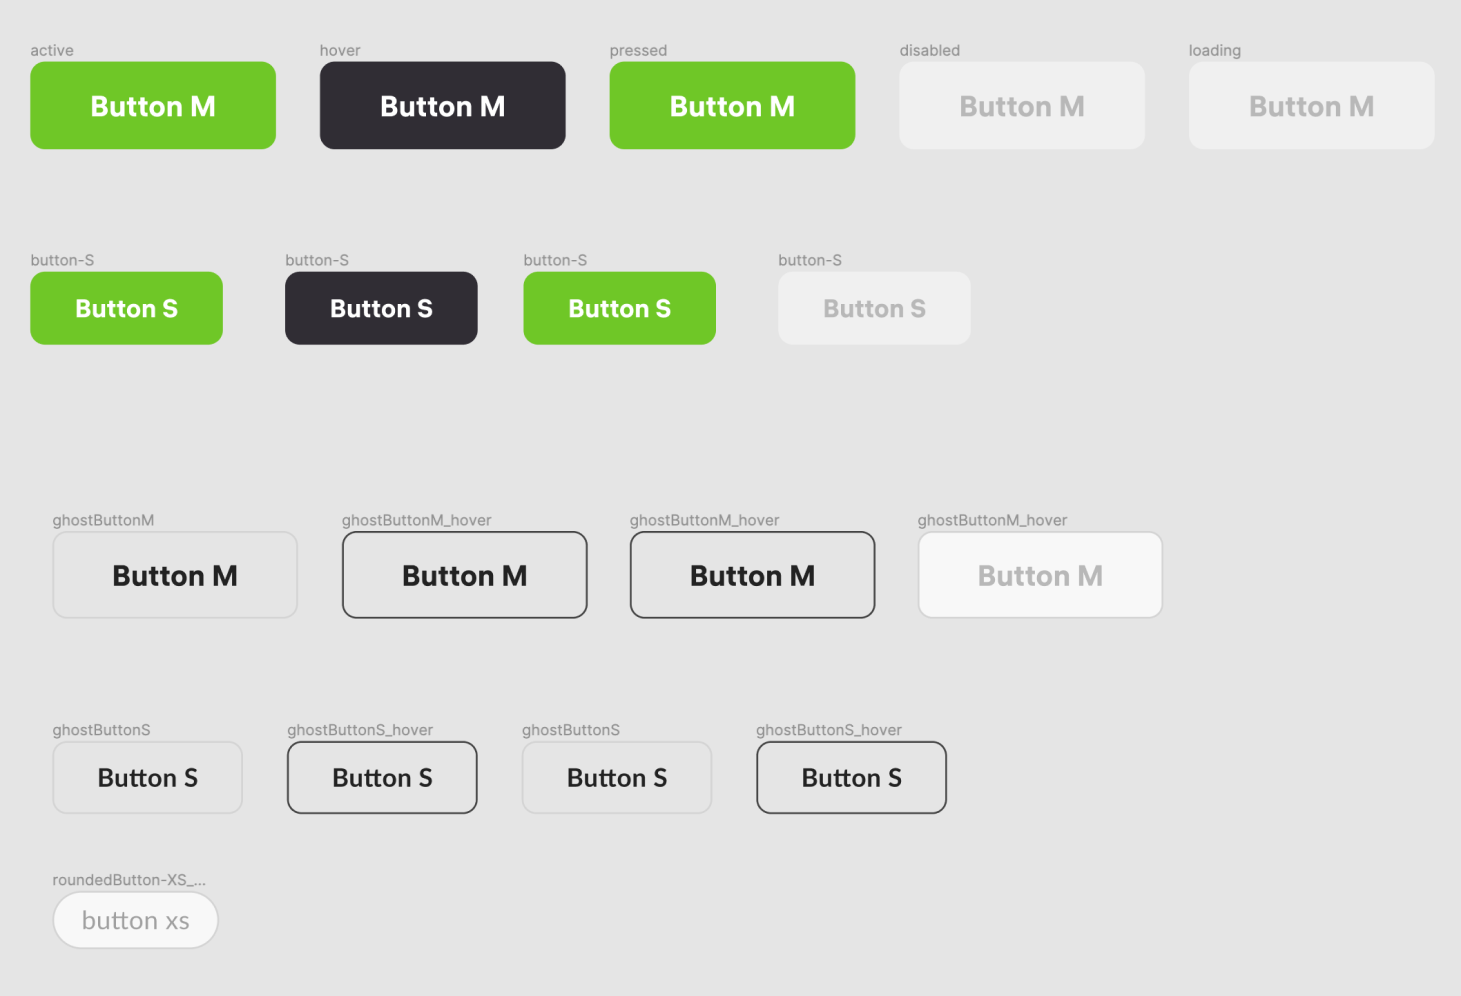 active
hover
pressed
disabled
loading
Button M
Button M
Button M
Button M
Button M
button-S
button-S
button-S
button-S
Button S
Button S
Button S
Button S
ghostButtonM
ghostButtonM_hover
ghostButtonM_hover
ghostButtonM_hover
Button M
Button M
Button M
Button M
ghostButtonS
ghostButtonS_hover
ghostButtonS
ghostButtonS_hover
Button S
Button S
Button S
Button S
roundedButton-XS_...
button xs